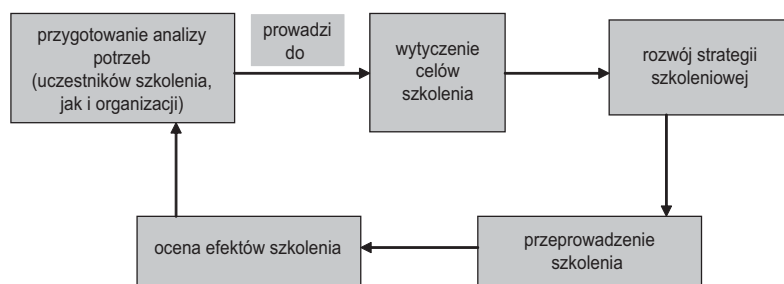 przygotowanie analizy
potrzeb
(uczestników szkolenia,
jak i organizacji)
prowadzi
do
wytyczenie
celów
szkolenia
rozwój strategii
szkoleniowej
ocena efektów szkolenia
przeprowadzenie
szkolenia